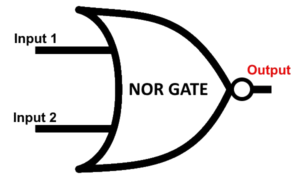 Input 1
Output
NOR GATE
Input 2